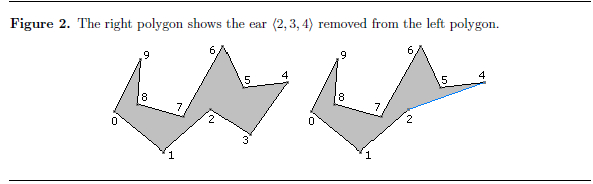 Figure 2. The right polygon shows the ear ⟨2, 3, 4⟩ removed from the left polygon.
9 6 5 4 8 7 0 2 3 1
9 6 5 4 8 7 0 2 1